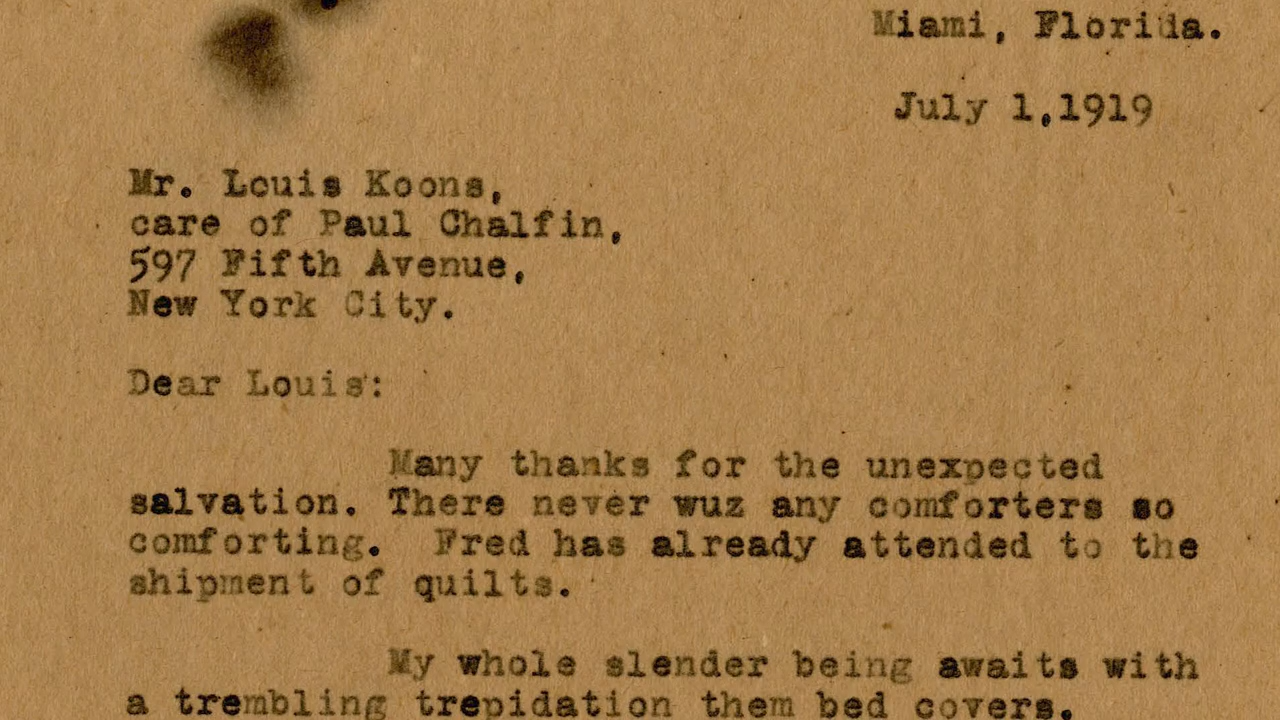 Miami, Florida.
July 1,1919
Mr. Louis Koons,
care of Paul Chalfin,
597 Fifth Avenue,
New York City.
Dear Louis:
Many thanks for the unexpected
salvation. There never wuz any comforters so
comforting. Fred has already attended to the
shipment of quilts.
My whole slender being awaits with
a trembling trepidation them bed covers.